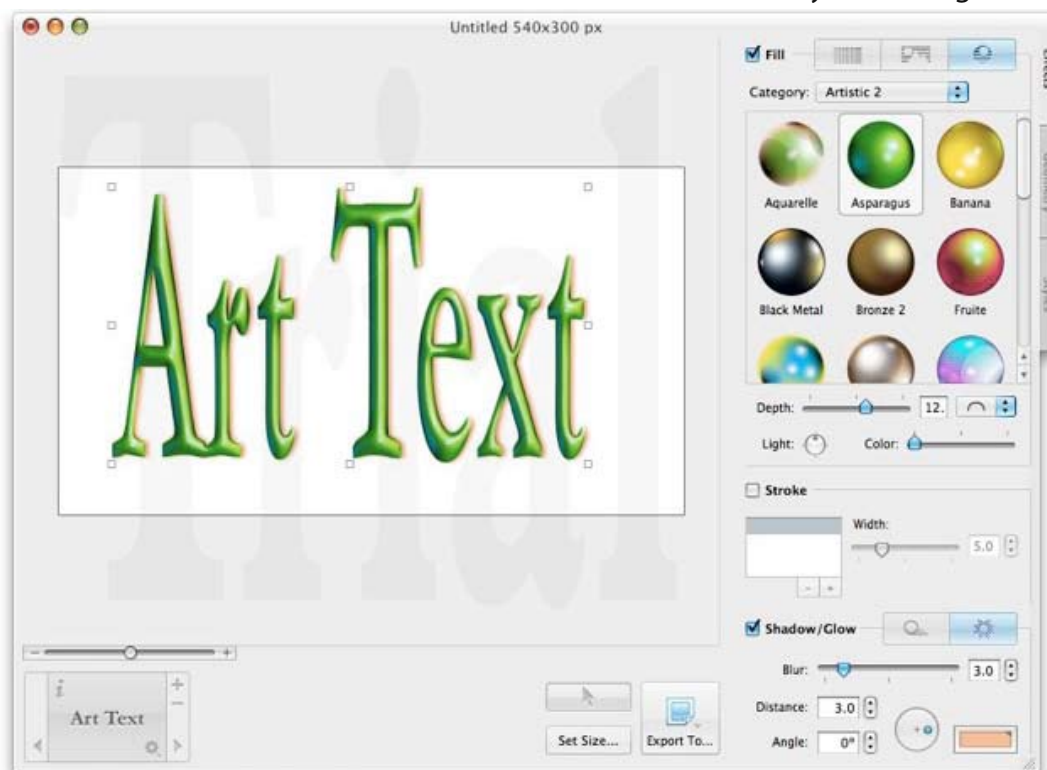 Untitled 540x300 px
Trial
Art Text
Art Text
Set Size...
Export To...
Fill
Category: Artistic 2
Aquarelle Asparagus Banana
Black Metal Bronze 2 Fruite
Depth: 12.
Light: Color:
Stroke
Width:
5.0
Shadow/Glow
Blur: 3.0
Distance: 3.0
Angle: 0°